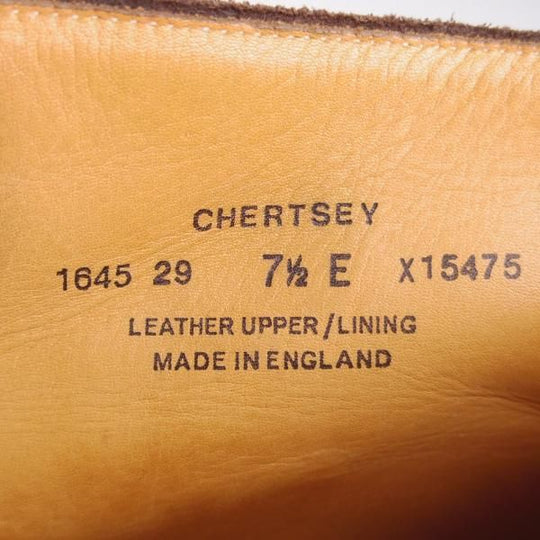 CHERTSEY
1645 29 7½ E X15475
LEATHER UPPER/LINING
MADE IN ENGLAND